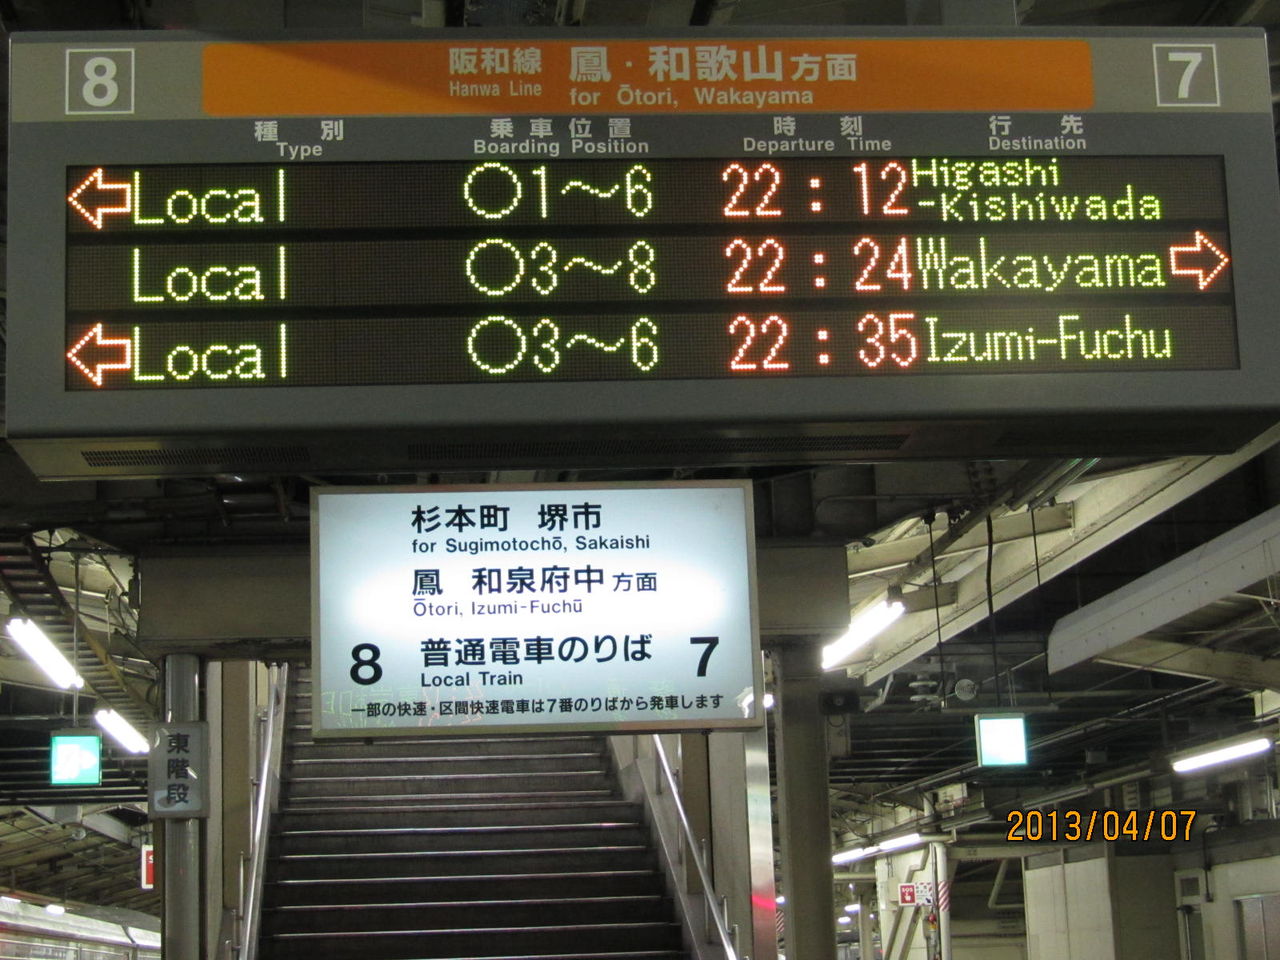 8 阪和線 鳳・和歌山方面 7
Hanwa Line for Ōtori, Wakayama
種別 乗車位置 時刻 行先
Type Boarding Position Departure Time Destination
Local ○1～6 22:12 Higashi
-Kishiwada
Local ○3～8 22:24 Wakayama
Local ○3～6 22:35 Izumi-Fuchu
杉本町 堺市
for Sugimotochō, Sakaishi
鳳 和泉府中方面
Ōtori, Izumi-Fuchū
8 普通電車のりば 7
Local Train
一部の快速・区間快速電車は7番のりばから発車します
東階段
SOS
2013/04/07